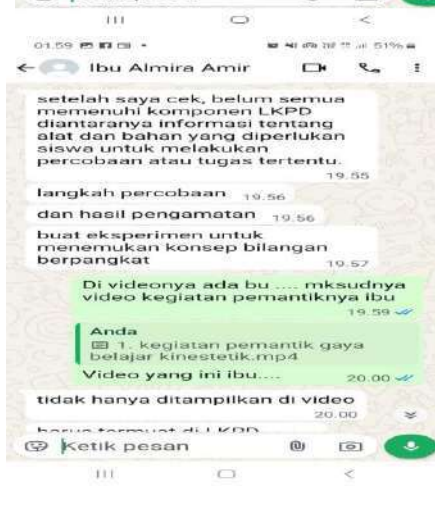 01.59
51%
Ibu Almira Amir
setelah saya cek, belum semua
memenuhi komponen LKPD
diantaranya informasi tentang
alat dan bahan yang diperlukan
siswa untuk melakukan
percobaan atau tugas tertentu.
19.55
langkah percobaan 19.56
dan hasil pengamatan 19.56
buat eksperimen untuk
menemukan konsep bilangan
berpangkat
19.57
Di videonya ada bu .... mksudnya
video kegiatan pemantiknya ibu
19.59
Anda
1. kegiatan pemantik gaya
belajar kinestetik.mp4
Video yang ini ibu....
20.00
tidak hanya ditampilkan di video
20.00
harus termuat di LKPD
Ketik pesan